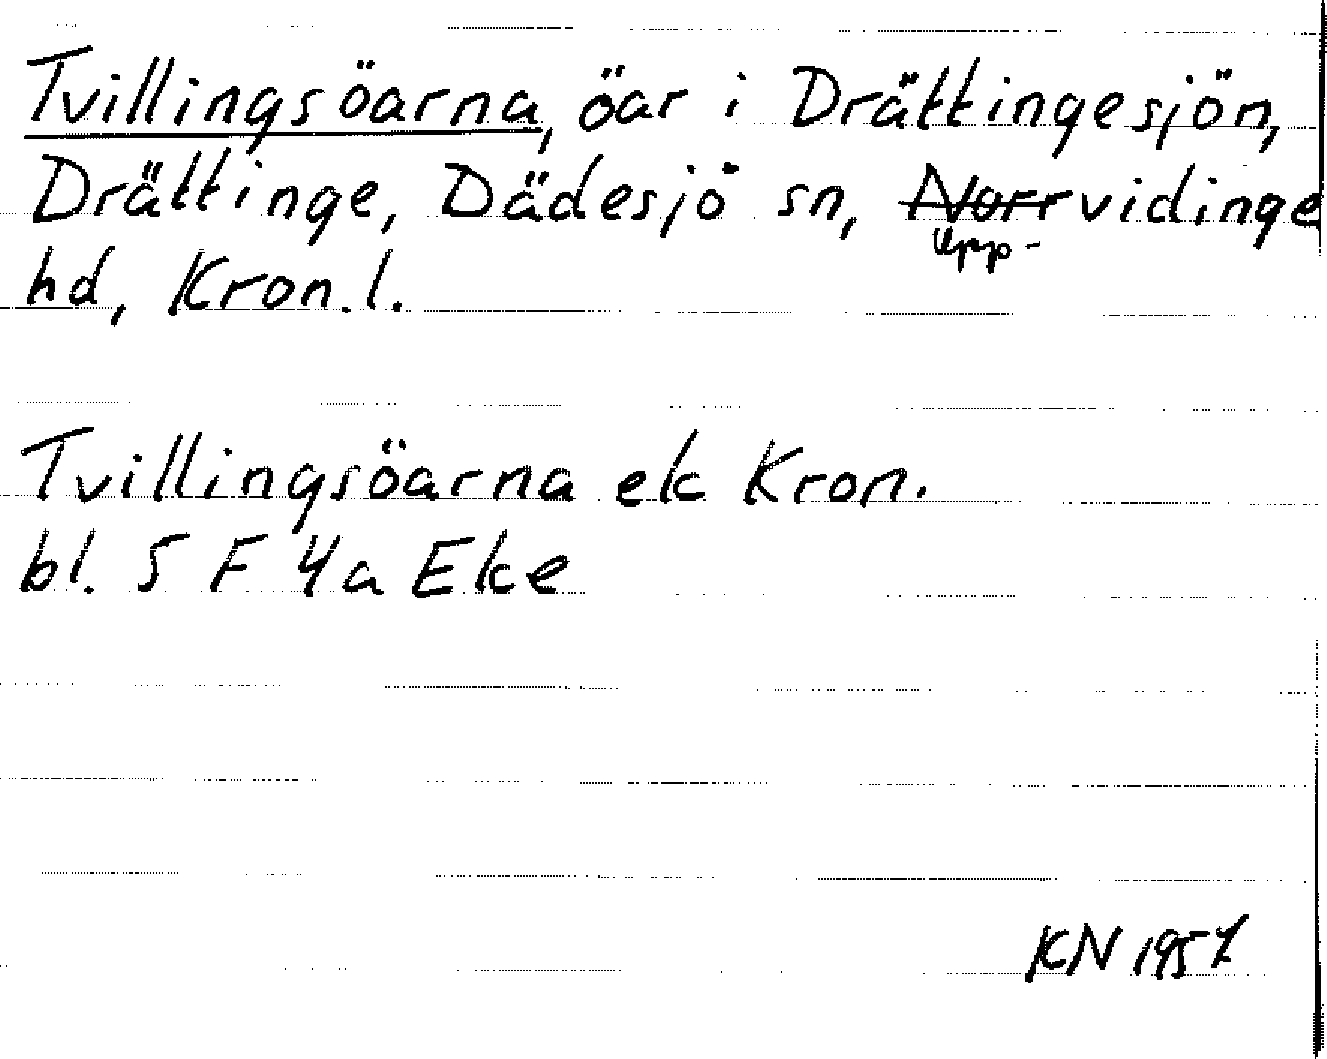 Tvillingsöarna, öar i Drättingesjön,
Drättinge, Dädesjö sn, Norrvidinge
Upp-
hd, Kron.l.
Tvillingsöarna ek Kron.
bl. 5 F 4a Eke
KN 1957